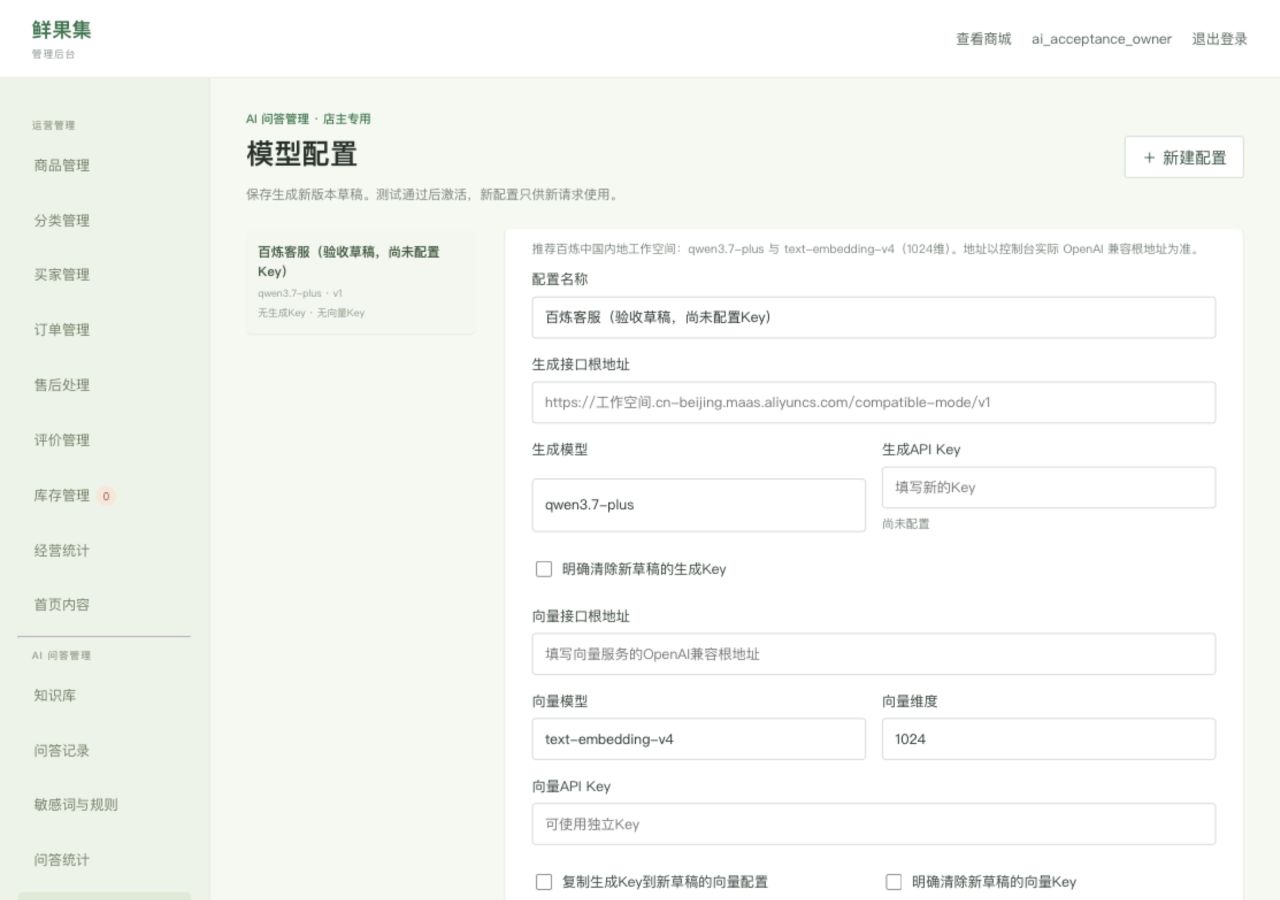 鲜果集
管理后台
查看商城 ai_acceptance_owner 退出登录
运营管理
商品管理
分类管理
买家管理
订单管理
售后处理
评价管理
库存管理 0
经营统计
首页内容
AI 问答管理
知识库
问答记录
敏感词与规则
问答统计
AI 问答管理 · 店主专用
模型配置
+ 新建配置
保存生成新版本草稿。测试通过后激活，新配置只供新请求使用。
百炼客服（验收草稿，尚未配置
Key）
qwen3.7-plus · v1
无生成Key · 无向量Key
推荐百炼中国内地工作空间：qwen3.7-plus 与 text-embedding-v4（1024维）。地址以控制台实际 OpenAI 兼容根地址为准。
配置名称
百炼客服（验收草稿，尚未配置Key）
生成接口根地址
https://工作空间.cn-beijing.maas.aliyuncs.com/compatible-mode/v1
生成模型 生成API Key
qwen3.7-plus 填写新的Key
尚未配置
明确清除新草稿的生成Key
向量接口根地址
填写向量服务的OpenAI兼容根地址
向量模型 向量维度
text-embedding-v4 1024
向量API Key
可使用独立Key
复制生成Key到新草稿的向量配置 明确清除新草稿的向量Key